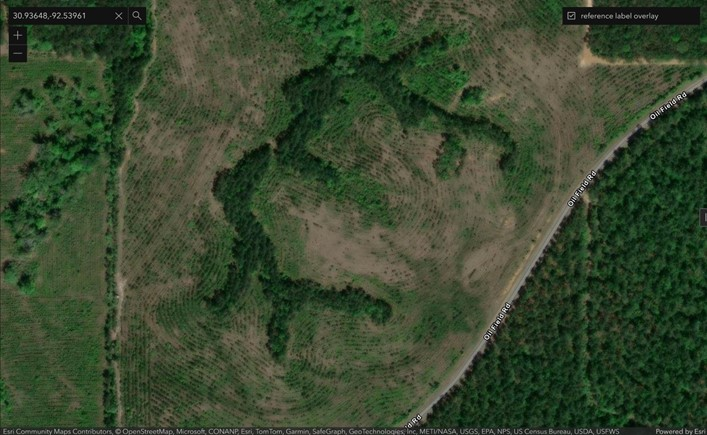 30.93648,-92.53961
reference label overlay
Oil Field Rd
Oil Field Rd
Oil Field Rd
Rd
Esri Community Maps Contributors, © OpenStreetMap, Microsoft, CONANP, Esri, TomTom, Garmin, SafeGraph, GeoTechnologies, Inc, METI/NASA, USGS, EPA, NPS, US Census Bureau, USDA, USFWS
Powered by Esri